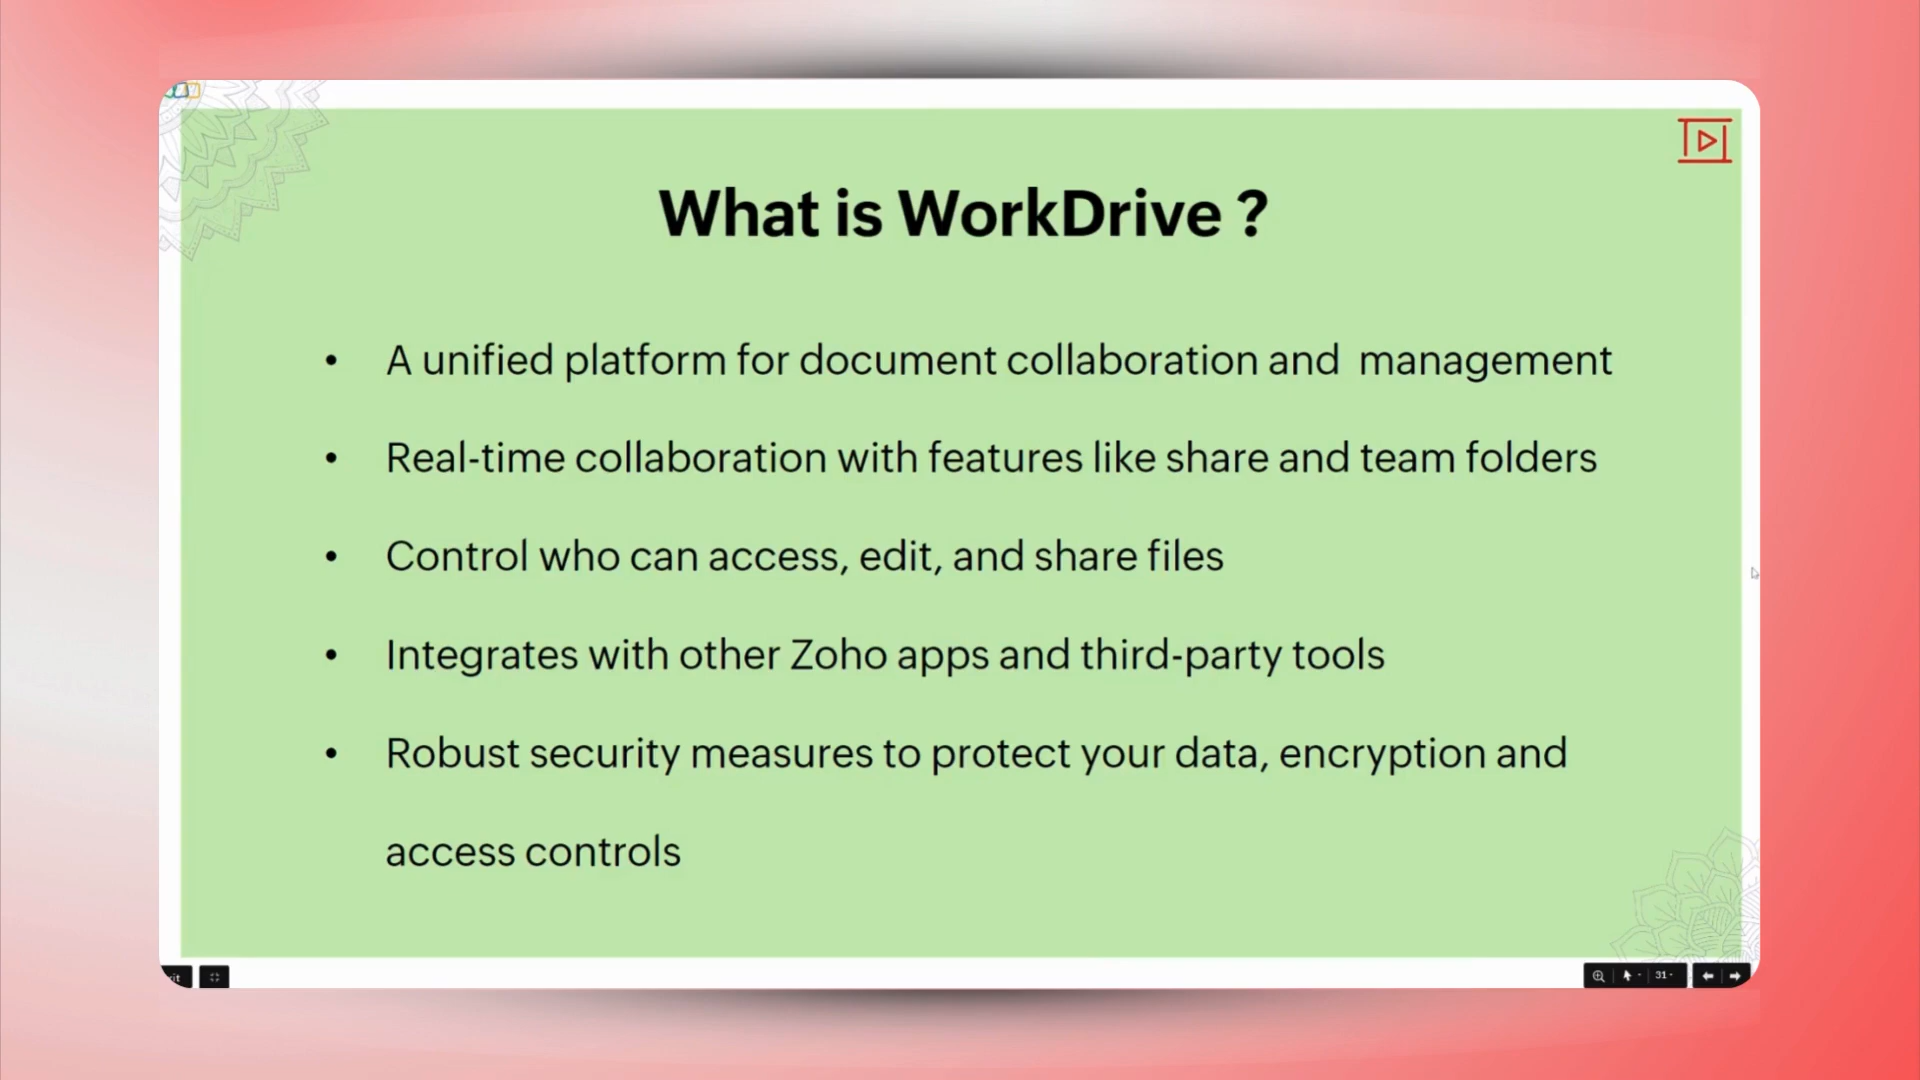 What is WorkDrive ?
• A unified platform for document collaboration and  management
• Real-time collaboration with features like share and team folders
• Control who can access, edit, and share files
• Integrates with other Zoho apps and third-party tools
• Robust security measures to protect your data, encryption and
access controls
31